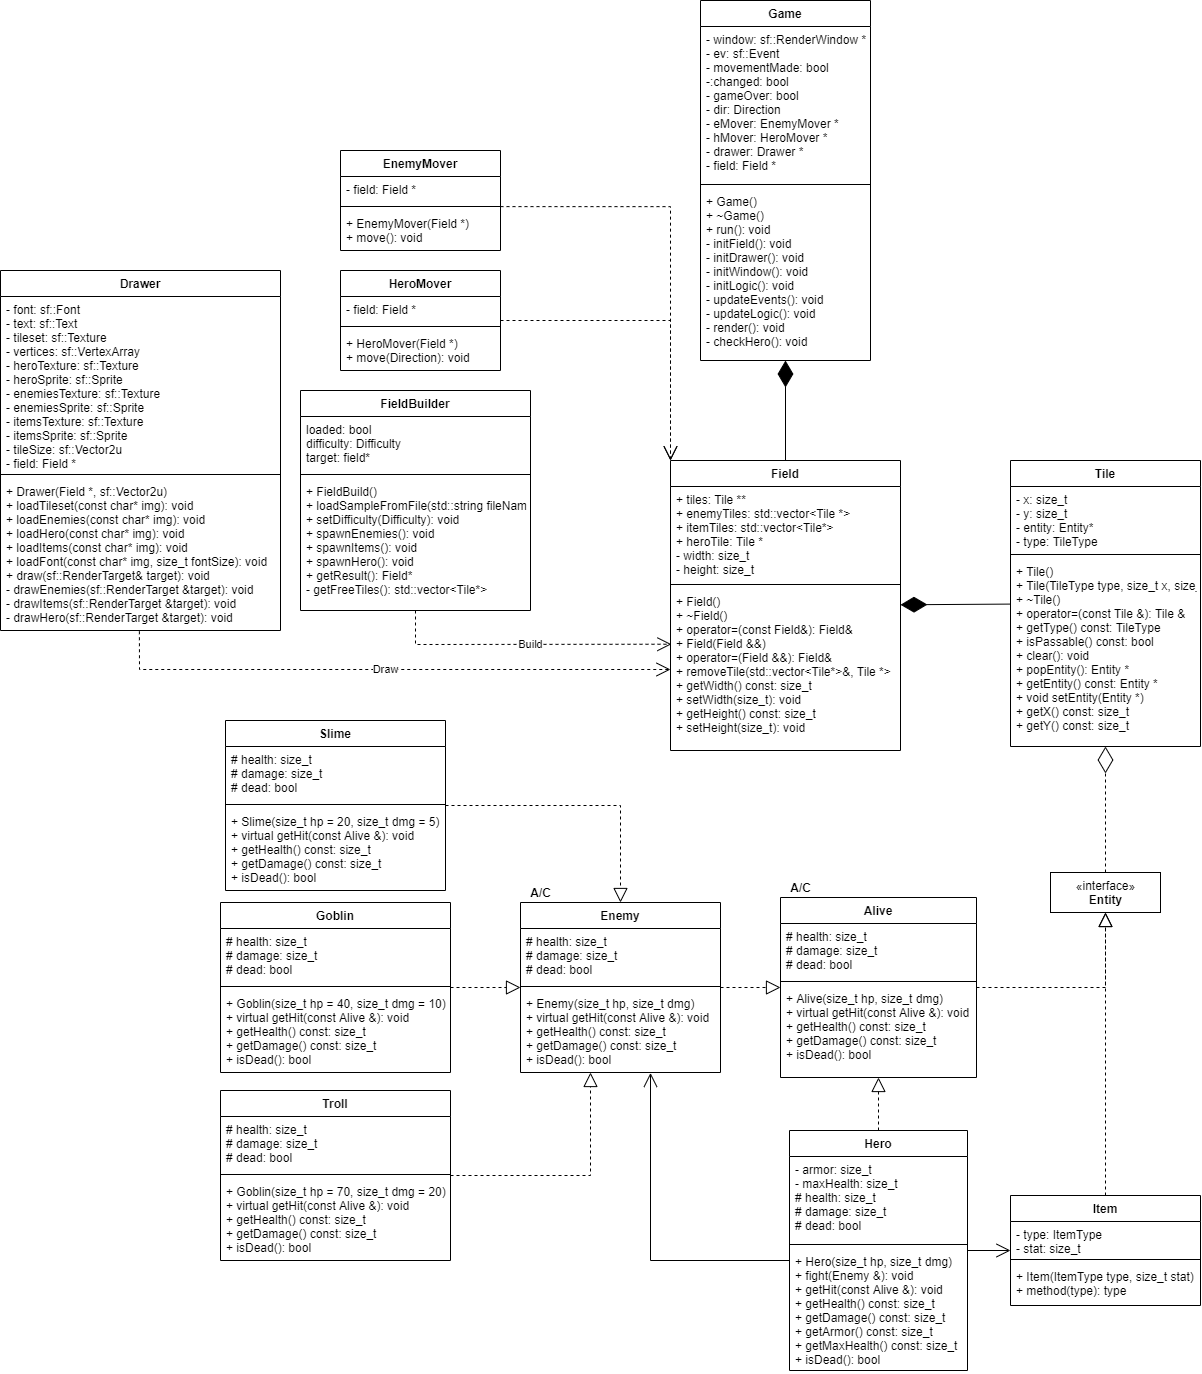 Game
- window: sf::RenderWindow *
- ev: sf::Event
- movementMade: bool
-:changed: bool
- gameOver: bool
- dir: Direction
- eMover: EnemyMover *
- hMover: HeroMover *
- drawer: Drawer *
- field: Field *
+ Game()
+ ~Game()
+ run(): void
- initField(): void
- initDrawer(): void
- initWindow(): void
- initLogic(): void
- updateEvents(): void
- updateLogic(): void
- render(): void
- checkHero(): void
EnemyMover
- field: Field *
+ EnemyMover(Field *)
+ move(): void
HeroMover
- field: Field *
+ HeroMover(Field *)
+ move(Direction): void
Drawer
- font: sf::Font
- text: sf::Text
- tileset: sf::Texture
- vertices: sf::VertexArray
- heroTexture: sf::Texture
- heroSprite: sf::Sprite
- enemiesTexture: sf::Texture
- enemiesSprite: sf::Sprite
- itemsTexture: sf::Texture
- itemsSprite: sf::Sprite
- tileSize: sf::Vector2u
- field: Field *
+ Drawer(Field *, sf::Vector2u)
+ loadTileset(const char* img): void
+ loadEnemies(const char* img): void
+ loadHero(const char* img): void
+ loadItems(const char* img): void
+ loadFont(const char* img, size_t fontSize): void
+ draw(sf::RenderTarget& target): void
- drawEnemies(sf::RenderTarget &target): void
- drawItems(sf::RenderTarget &target): void
- drawHero(sf::RenderTarget &target): void
FieldBuilder
loaded: bool
difficulty: Difficulty
target: field*
+ FieldBuild()
+ loadSampleFromFile(std::string fileNam
+ setDifficulty(Difficulty): void
+ spawnEnemies(): void
+ spawnItems(): void
+ spawnHero(): void
+ getResult(): Field*
- getFreeTiles(): std::vector<Tile*>
Build
Draw
Field
+ tiles: Tile **
+ enemyTiles: std::vector<Tile *>
+ itemTiles: std::vector<Tile*>
+ heroTile: Tile *
- width: size_t
- height: size_t
+ Field()
+ ~Field()
+ operator=(const Field&): Field&
+ Field(Field &&)
+ operator=(Field &&): Field&
+ removeTile(std::vector<Tile*>&, Tile *>
+ getWidth() const: size_t
+ setWidth(size_t): void
+ getHeight() const: size_t
+ setHeight(size_t): void
Tile
- x: size_t
- y: size_t
- entity: Entity*
- type: TileType
+ Tile()
+ Tile(TileType type, size_t x, size_
+ ~Tile()
+ operator=(const Tile &): Tile &
+ getType() const: TileType
+ isPassable() const: bool
+ clear(): void
+ popEntity(): Entity *
+ getEntity() const: Entity *
+ void setEntity(Entity *)
+ getX() const: size_t
+ getY() const: size_t
Slime
# health: size_t
# damage: size_t
# dead: bool
+ Slime(size_t hp = 20, size_t dmg = 5)
+ virtual getHit(const Alive &): void
+ getHealth() const: size_t
+ getDamage() const: size_t
+ isDead(): bool
Goblin
# health: size_t
# damage: size_t
# dead: bool
+ Goblin(size_t hp = 40, size_t dmg = 10)
+ virtual getHit(const Alive &): void
+ getHealth() const: size_t
+ getDamage() const: size_t
+ isDead(): bool
Troll
# health: size_t
# damage: size_t
# dead: bool
+ Goblin(size_t hp = 70, size_t dmg = 20)
+ virtual getHit(const Alive &): void
+ getHealth() const: size_t
+ getDamage() const: size_t
+ isDead(): bool
A/C
Enemy
# health: size_t
# damage: size_t
# dead: bool
+ Enemy(size_t hp, size_t dmg)
+ virtual getHit(const Alive &): void
+ getHealth() const: size_t
+ getDamage() const: size_t
+ isDead(): bool
A/C
Alive
# health: size_t
# damage: size_t
# dead: bool
+ Alive(size_t hp, size_t dmg)
+ virtual getHit(const Alive &): void
+ getHealth() const: size_t
+ getDamage() const: size_t
+ isDead(): bool
«interface»
Entity
Hero
- armor: size_t
- maxHealth: size_t
# health: size_t
# damage: size_t
# dead: bool
+ Hero(size_t hp, size_t dmg)
+ fight(Enemy &): void
+ getHit(const Alive &): void
+ getHealth() const: size_t
+ getDamage() const: size_t
+ getArmor() const: size_t
+ getMaxHealth() const: size_t
+ isDead(): bool
Item
- type: ItemType
- stat: size_t
+ Item(ItemType type, size_t stat)
+ method(type): type